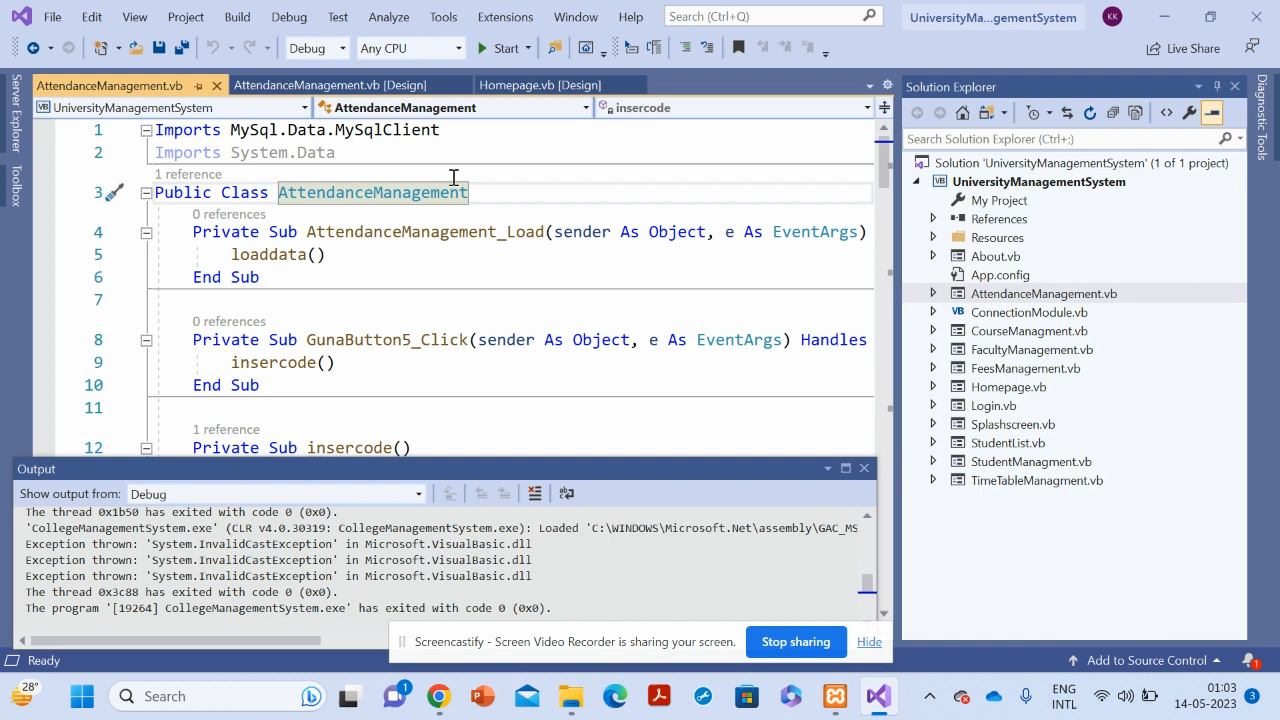 File Edit View Project Build Debug Test Analyze Tools Extensions Window Help Search (Ctrl+Q) UniversityMa...gementSystem KK
Debug Any CPU Start Live Share
AttendanceManagement.vb AttendanceManagement.vb [Design] Homepage.vb [Design]
UniversityManagementSystem AttendanceManagement insercode
Server Explorer
Toolbox
1 Imports MySql.Data.MySqlClient
2 Imports System.Data
1 reference
3 Public Class AttendanceManagement
0 references
4 Private Sub AttendanceManagement_Load(sender As Object, e As EventArgs)
5 loaddata()
6 End Sub
7
0 references
8 Private Sub GunaButton5_Click(sender As Object, e As EventArgs) Handles
9 insercode()
10 End Sub
11
1 reference
12 Private Sub insercode()
Output
Show output from: Debug
The thread 0x1b50 has exited with code 0 (0x0).
'CollegeManagementSystem.exe' (CLR v4.0.30319: CollegeManagementSystem.exe): Loaded 'C:\WINDOWS\Microsoft.Net\assembly\GAC_MS
Exception thrown: 'System.InvalidCastException' in Microsoft.VisualBasic.dll
Exception thrown: 'System.InvalidCastException' in Microsoft.VisualBasic.dll
Exception thrown: 'System.InvalidCastException' in Microsoft.VisualBasic.dll
The thread 0x3c88 has exited with code 0 (0x0).
The program '[19264] CollegeManagementSystem.exe' has exited with code 0 (0x0).
Solution Explorer
Search Solution Explorer (Ctrl+;)
Solution 'UniversityManagementSystem' (1 of 1 project)
VB UniversityManagementSystem
My Project
References
Resources
About.vb
App.config
AttendanceManagement.vb
VB ConnectionModule.vb
CourseManagment.vb
FacultyManagement.vb
FeesManagement.vb
Homepage.vb
Login.vb
Splashscreen.vb
StudentList.vb
StudentManagment.vb
TimeTableManagment.vb
Diagnostic Tools
Screencastify - Screen Video Recorder is sharing your screen. Stop sharing Hide
Ready Add to Source Control 1
28° Search 1 ENG INTL 01:03 14-05-2023 3